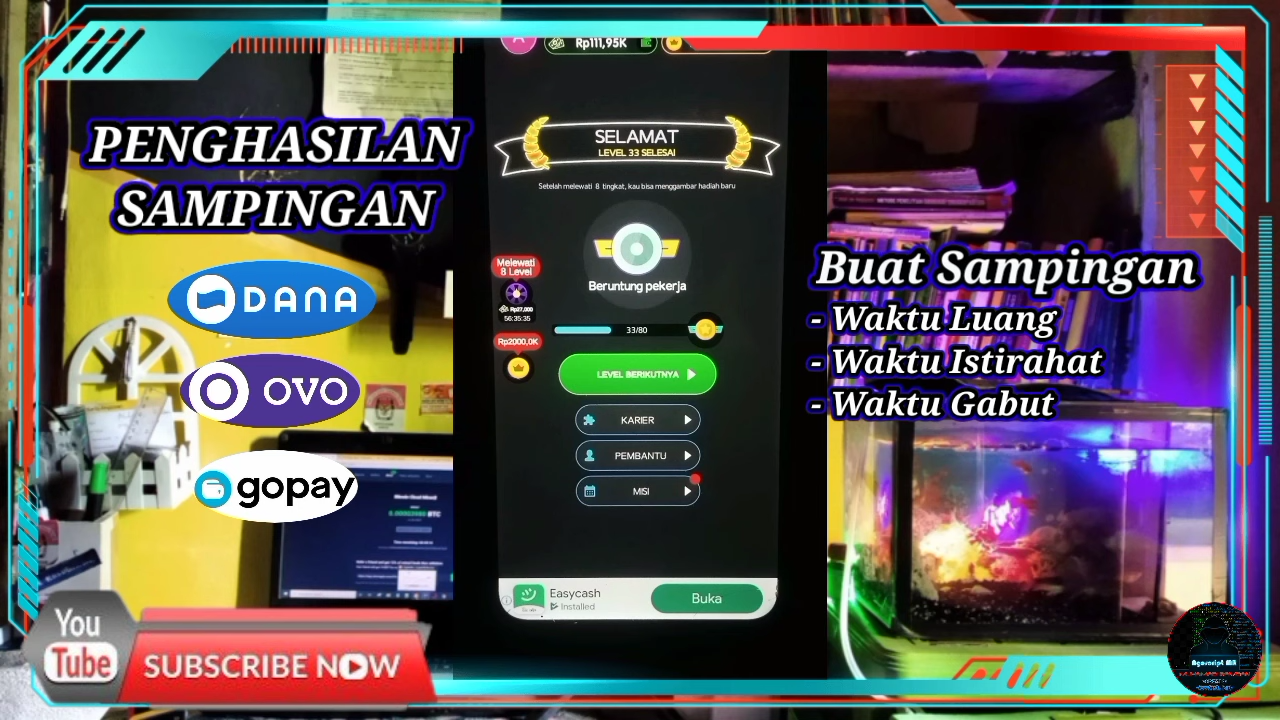 Rp111,95K
PENGHASILAN
SAMPINGAN
SELAMAT
LEVEL 33 SELESAI
Setelah melewati 8 tingkat, kau bisa menggambar hadiah baru
Melewati
8 Level
Rp27,000
56:35:35
Beruntung pekerja
33/80
Rp2000,0K
LEVEL BERIKUTNYA
KARIER
PEMBANTU
MISI
Easycash
Installed
Buka
DANA
OVO
gopay
Buat Sampingan
- Waktu Luang
- Waktu Istirahat
- Waktu Gabut
You
Tube
SUBSCRIBE NOW